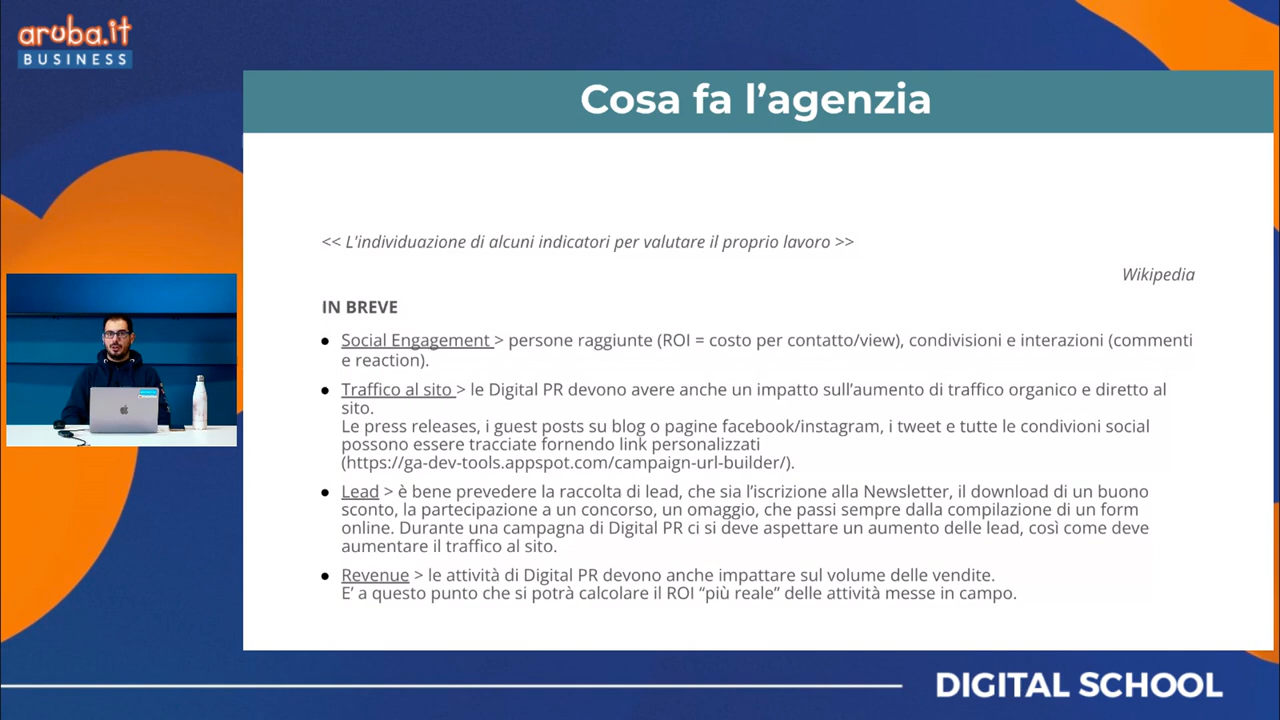 aruba.it
BUSINESS
Cosa fa l’agenzia
<< L'individuazione di alcuni indicatori per valutare il proprio lavoro >>
Wikipedia
IN BREVE
● Social Engagement > persone raggiunte (ROI = costo per contatto/view), condivisioni e interazioni (commenti
e reaction).
● Traffico al sito > le Digital PR devono avere anche un impatto sull’aumento di traffico organico e diretto al
sito.
Le press releases, i guest posts su blog o pagine facebook/instagram, i tweet e tutte le condivioni social
possono essere tracciate fornendo link personalizzati
(https://ga-dev-tools.appspot.com/campaign-url-builder/).
● Lead > è bene prevedere la raccolta di lead, che sia l’iscrizione alla Newsletter, il download di un buono
sconto, la partecipazione a un concorso, un omaggio, che passi sempre dalla compilazione di un form
online. Durante una campagna di Digital PR ci si deve aspettare un aumento delle lead, così come deve
aumentare il traffico al sito.
● Revenue > le attività di Digital PR devono anche impattare sul volume delle vendite.
E’ a questo punto che si potrà calcolare il ROI “più reale” delle attività messe in campo.
DIGITAL SCHOOL